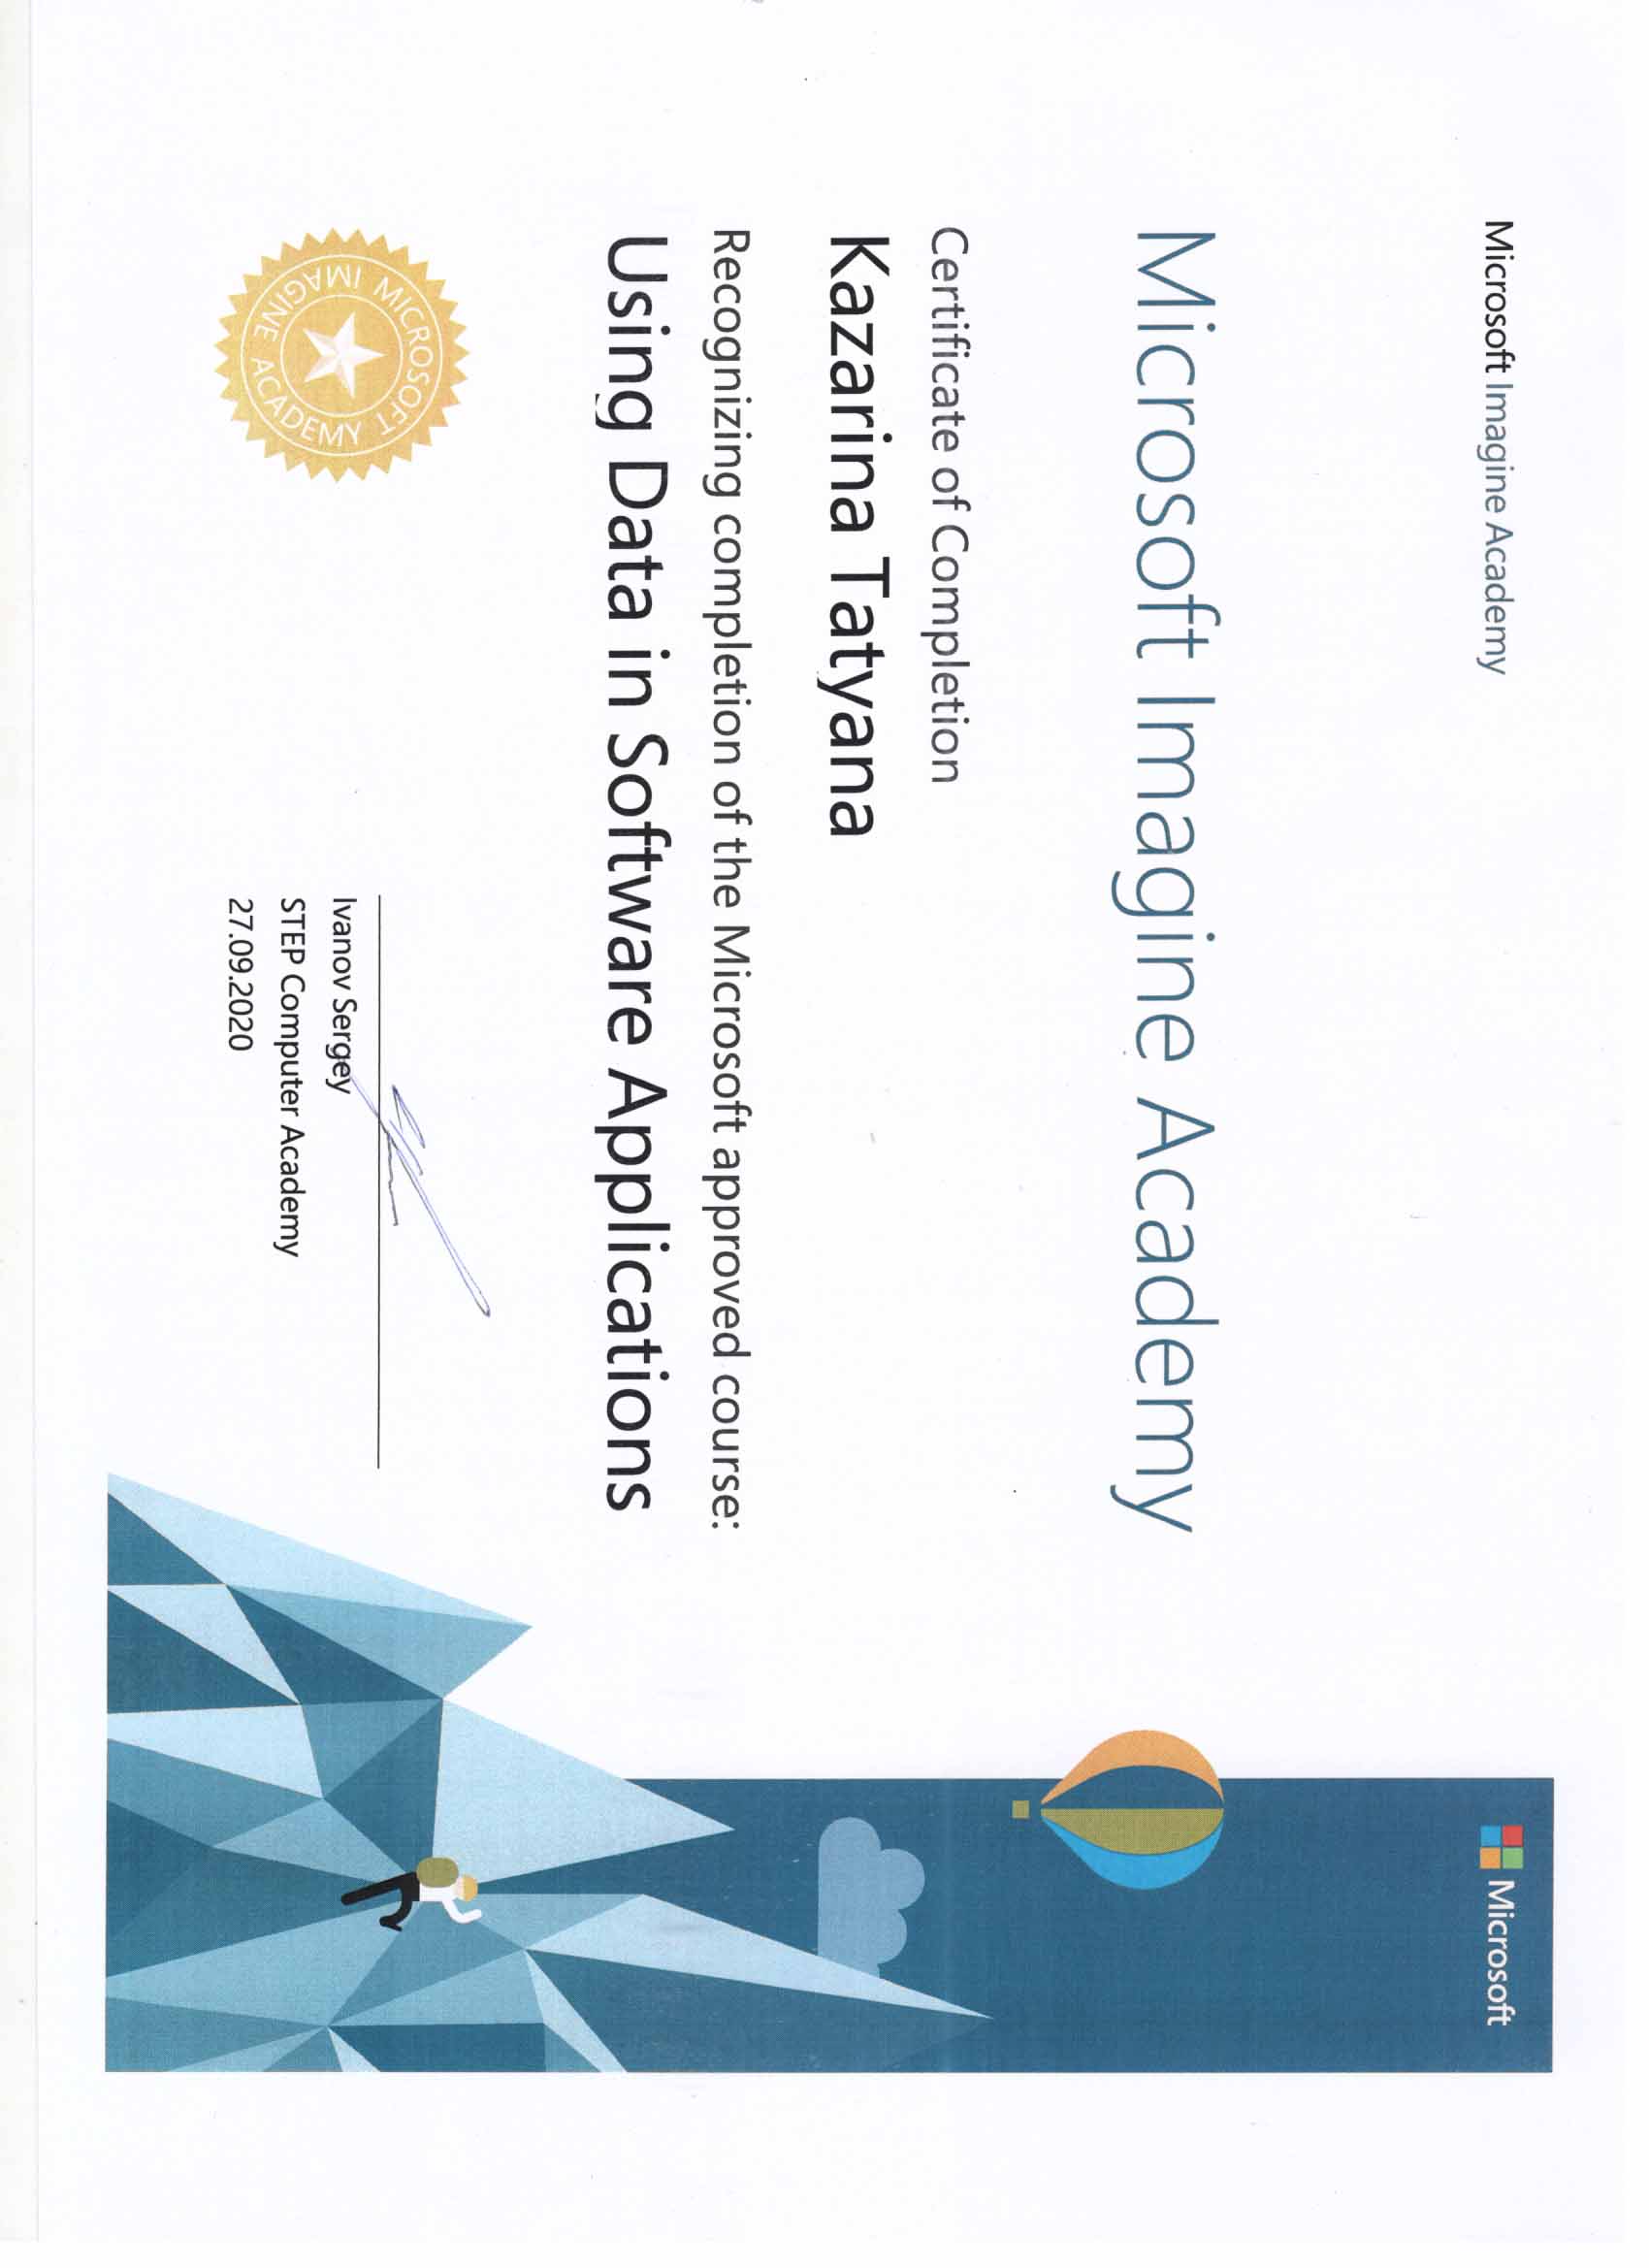 Microsoft Imagine Academy
Microsoft
Microsoft Imagine Academy
Certificate of Completion
Kazarina Tatyana
Recognizing completion of the Microsoft approved course:
Using Data in Software Applications
MICROSOFT IMAGINE ACADEMY
Ivanov Sergey
STEP Computer Academy
27.09.2020